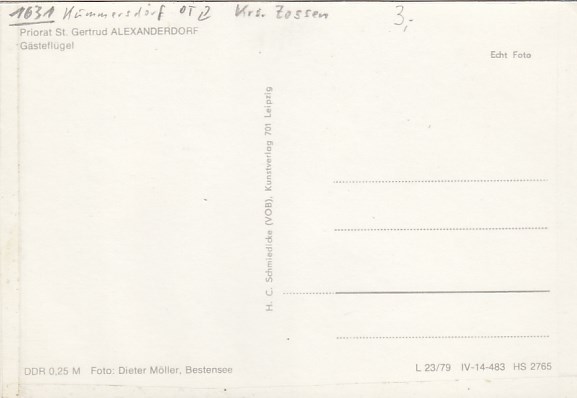 1631 Kummersdorf OT II Krs. Zossen 3,-
Priorat St. Gertrud ALEXANDERDORF
Gästeflügel
Echt Foto
H. C. Schmiedicke (VOB), Kunstverlag 701 Leipzig
DDR 0,25 M Foto: Dieter Möller, Bestensee
L 23/79 IV-14-483 HS 2765